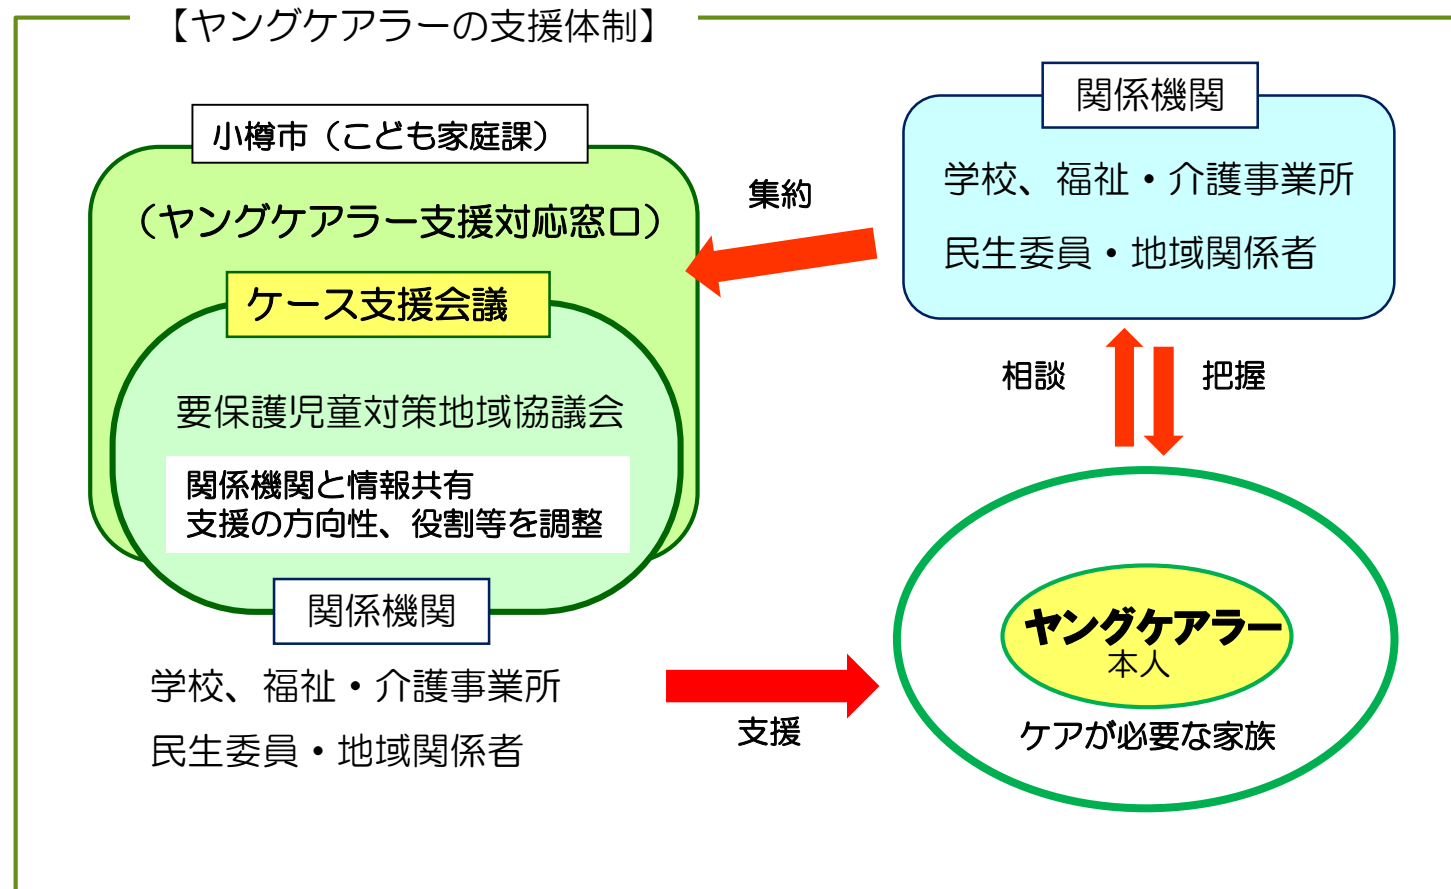 【ヤングケアラーの支援体制】
小樽市（こども家庭課）
（ヤングケアラー支援対応窓口）
ケース支援会議
要保護児童対策地域協議会
関係機関と情報共有
支援の方向性、役割等を調整
関係機関
学校、福祉・介護事業所
民生委員・地域関係者
集約
関係機関
学校、福祉・介護事業所
民生委員・地域関係者
相談
把握
支援
ヤングケアラー
本人
ケアが必要な家族